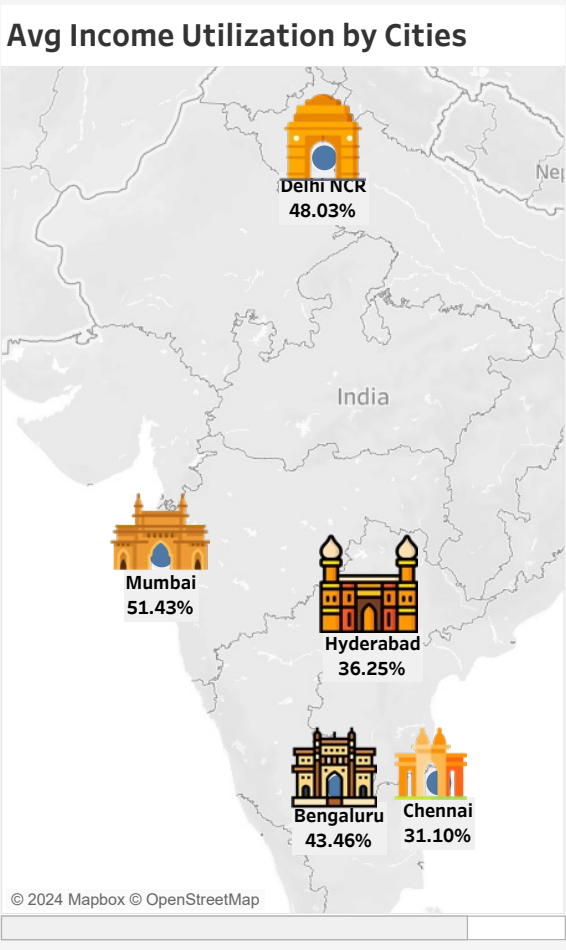 Avg Income Utilization by Cities
Delhi NCR
48.03%
India
Mumbai
51.43%
Hyderabad
36.25%
Bengaluru
43.46%
Chennai
31.10%
© 2024 Mapbox © OpenStreetMap